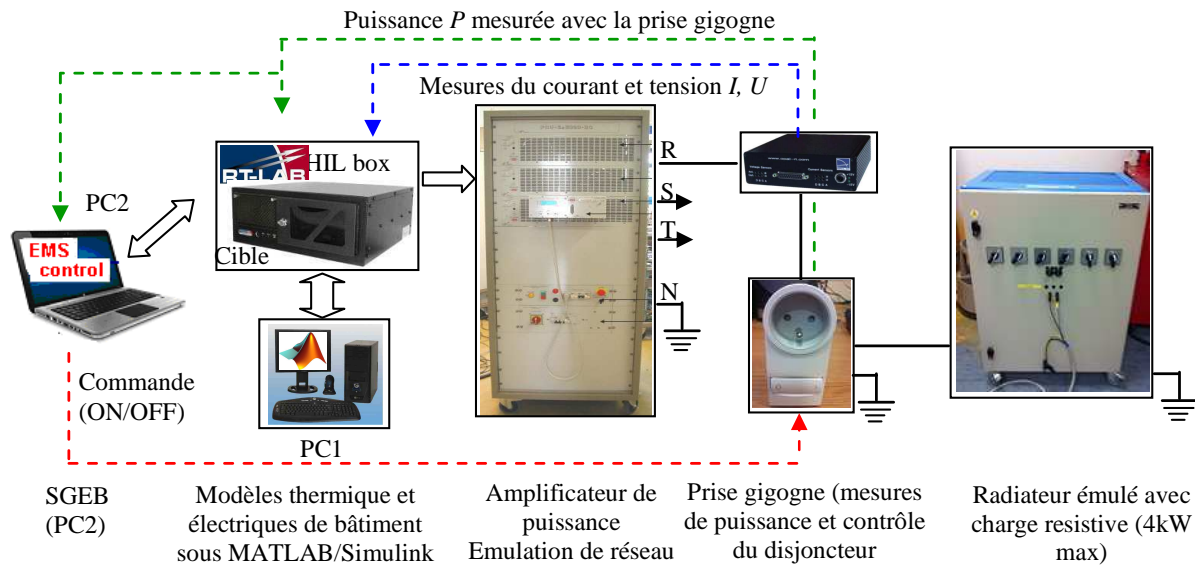 Puissance P mesurée avec la prise gigogne
Mesures du courant et tension I, U
RT-LAB
HIL box
Cible
PC2
EMS
control
PC1
R
S
T
N
Commande
(ON/OFF)
SGEB
(PC2)
Modèles thermique et
électriques de bâtiment
sous MATLAB/Simulink
Amplificateur de
puissance
Emulation de réseau
Prise gigogne (mesures
de puissance et contrôle
du disjoncteur
Radiateur émulé avec
charge resistive (4kW
max)